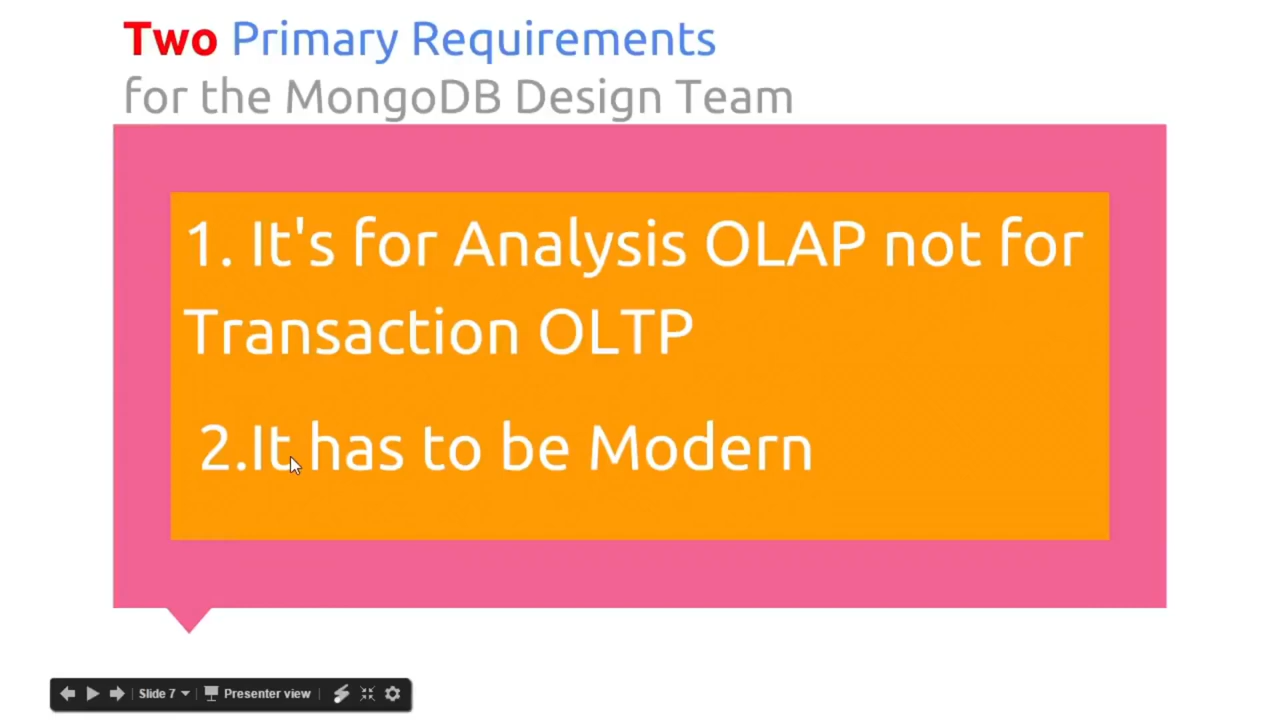 Two Primary Requirements
for the MongoDB Design Team
1. It's for Analysis OLAP not for
Transaction OLTP
2.It has to be Modern
Slide 7
Presenter view